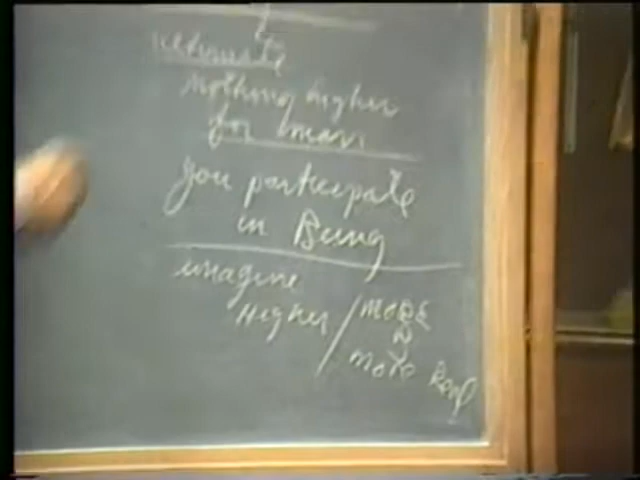 ultimate
nothing higher
for man
you participate
in Being
imagine
Higher / MORE
&
more Real